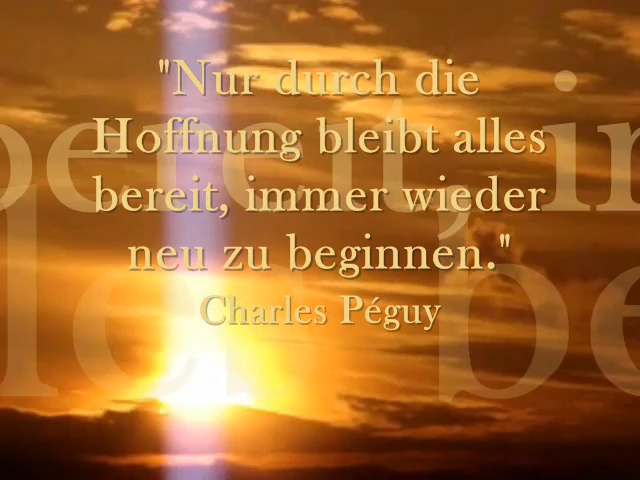 "Nur durch die
Hoffnung bleibt alles
bereit, immer wieder
neu zu beginnen."
Charles Péguy